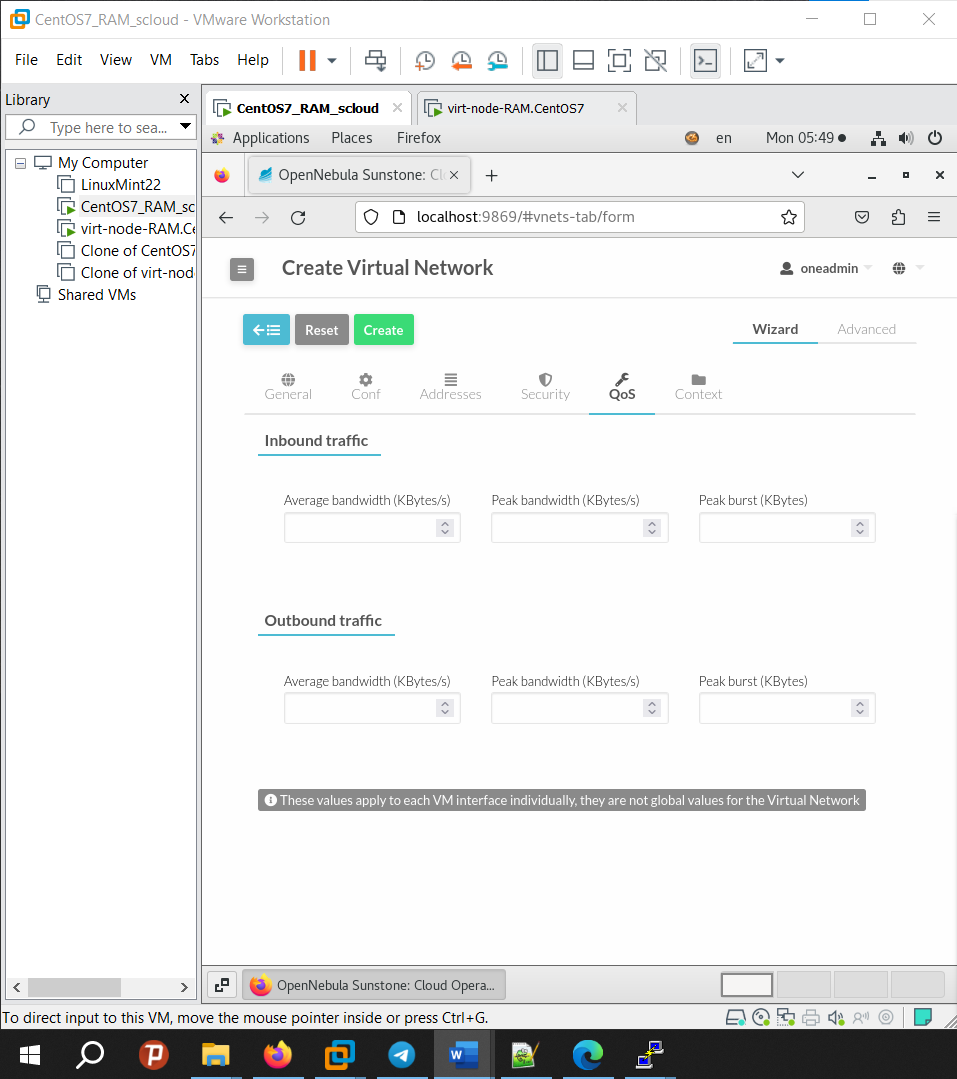 CentOS7_RAM_scloud - VMware Workstation
File Edit View VM Tabs Help
Library
Type here to sea...
My Computer
LinuxMint22
CentOS7_RAM_sc
virt-node-RAM.Ce
Clone of CentOS7
Clone of virt-nod
Shared VMs
CentOS7_RAM_scloud
virt-node-RAM.CentOS7
Applications Places Firefox
en Mon 05:49
OpenNebula Sunstone: Clo
localhost:9869/#vnets-tab/form
Create Virtual Network
oneadmin
Reset
Create
Wizard
Advanced
General
Conf
Addresses
Security
QoS
Context
Inbound traffic
Average bandwidth (KBytes/s) Peak bandwidth (KBytes/s) Peak burst (KBytes)
Outbound traffic
Average bandwidth (KBytes/s) Peak bandwidth (KBytes/s) Peak burst (KBytes)
These values apply to each VM interface individually, they are not global values for the Virtual Network
OpenNebula Sunstone: Cloud Opera...
To direct input to this VM, move the mouse pointer inside or press Ctrl+G.